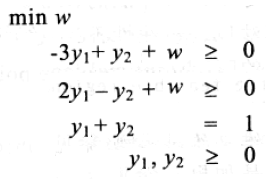 min w
-3y₁+ y₂ + w ≥ 0
2y₁ − y₂ + w ≥ 0
y₁ + y₂ = 1
y₁, y₂ ≥ 0